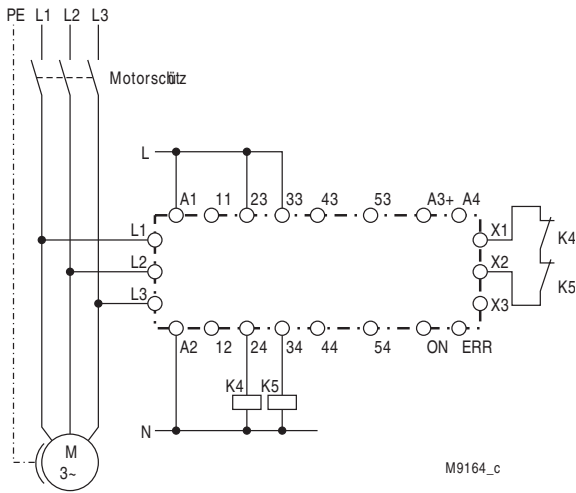 PE L1 L2 L3
Motorschütz
L
A1 11 23 33 43 53 A3+ A4
L1
X1
K4
L2
X2
K5
L3
X3
A2 12 24 34 44 54 ON ERR
K4 K5
N
M
3~
M9164_c